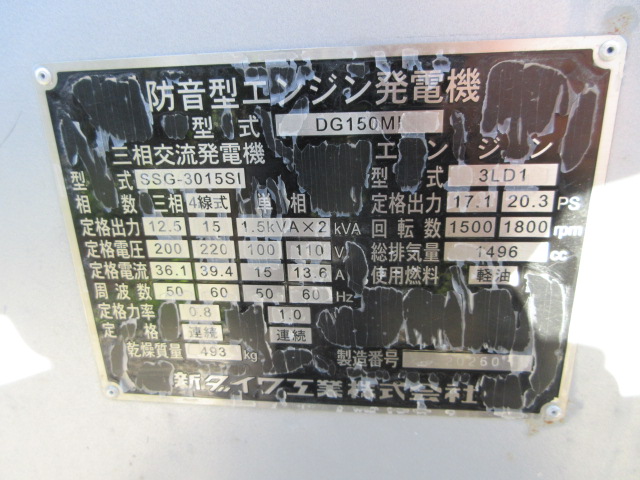 防音型エンジン発電機
型式 DG150MI
三相交流発電機
型式 SSG-3015SI
相数 三相4線式 単相
定格出力 12.5 15 1.5kVA×2 kVA
定格電圧 200 220 100 110 V
定格電流 36.1 39.4 15 13.6 A
周波数 50 60 50 60 Hz
定格力率 0.8 1.0
定格 連続 連続
乾燥質量 493 kg
エンジン
型式 3LD1
定格出力 17.1 20.3 PS
回転数 1500 1800 rpm
総排気量 1496 cc
使用燃料 軽油
製造番号
新ダイワ工業株式会社